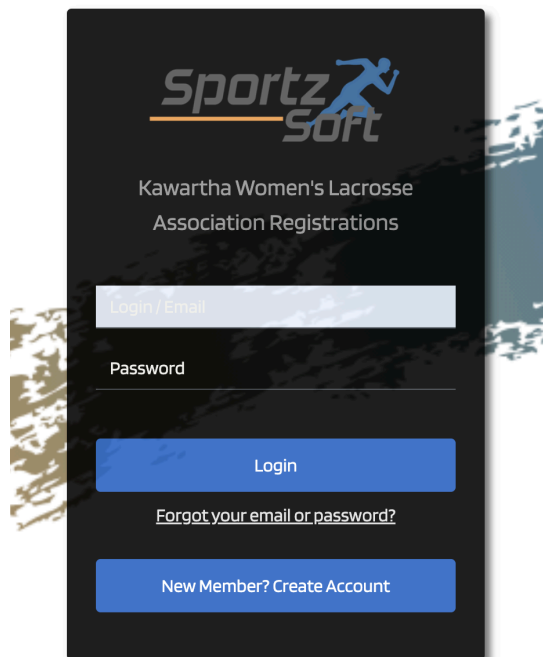 Sportz
Soft
Kawartha Women's Lacrosse
Association Registrations
Login / Email
Password
Login
Forgot your email or password?
New Member? Create Account